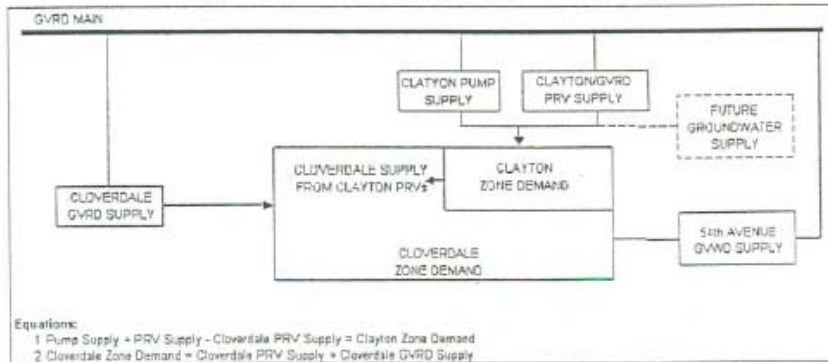 GVRD MAIN
CLATYON PUMP
SUPPLY
CLAYTON/GVRD
PRV SUPPLY
FUTURE
GROUNDWATER
SUPPLY
CLOVERDALE SUPPLY
FROM CLAYTON PRVs
CLAYTON
ZONE DEMAND
CLOVERDALE
GVRD SUPPLY
54th AVENUE
GVWD SUPPLY
CLOVERDALE
ZONE DEMAND
Equations:
1 Pump Supply + PRV Supply - Cloverdale PRV Supply = Clayton Zone Demand
2 Cloverdale Zone Demand = Cloverdale PRV Supply + Cloverdale GVRD Supply